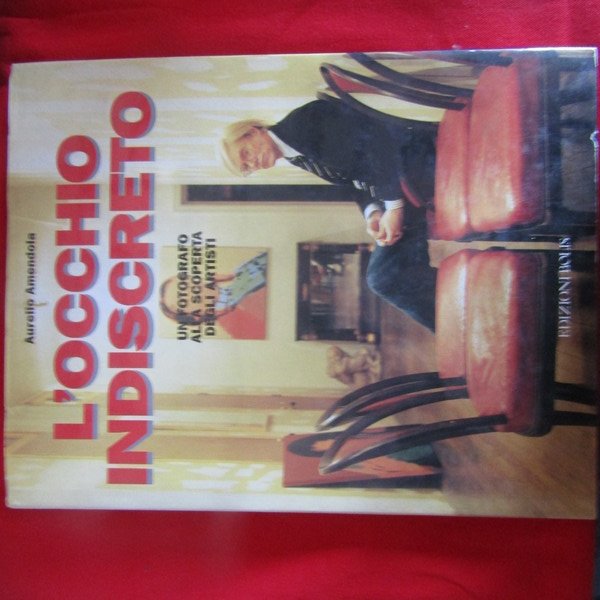 Aurelio Amendola
L'OCCHIO
INDISCRETO
UN FOTOGRAFO
ALLA SCOPERTA
DEGLI ARTISTI
EDIZIONI BOLIS